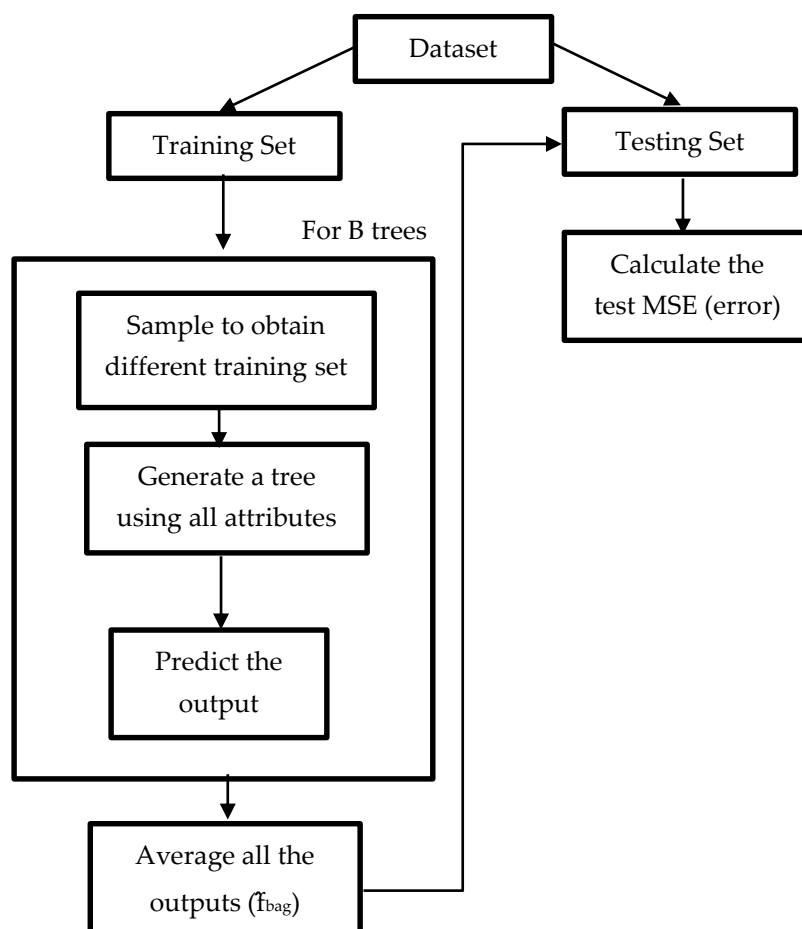 Dataset
Training Set
Testing Set
For B trees
Calculate the
test MSE (error)
Sample to obtain
different training set
Generate a tree
using all attributes
Predict the
output
Average all the
outputs (f̂bag)